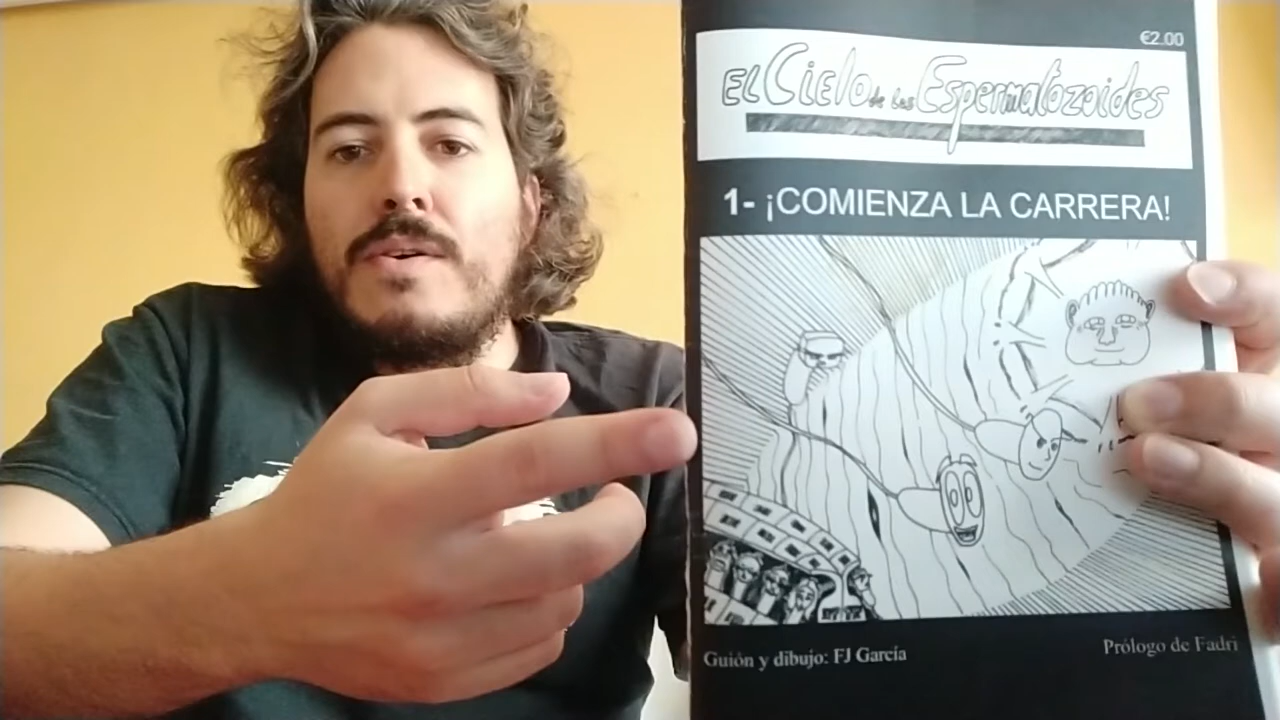 €2.00
EL Cielo de los Espermatozoides
1- ¡COMIENZA LA CARRERA!
Guión y dibujo: FJ García
Prólogo de Fadri